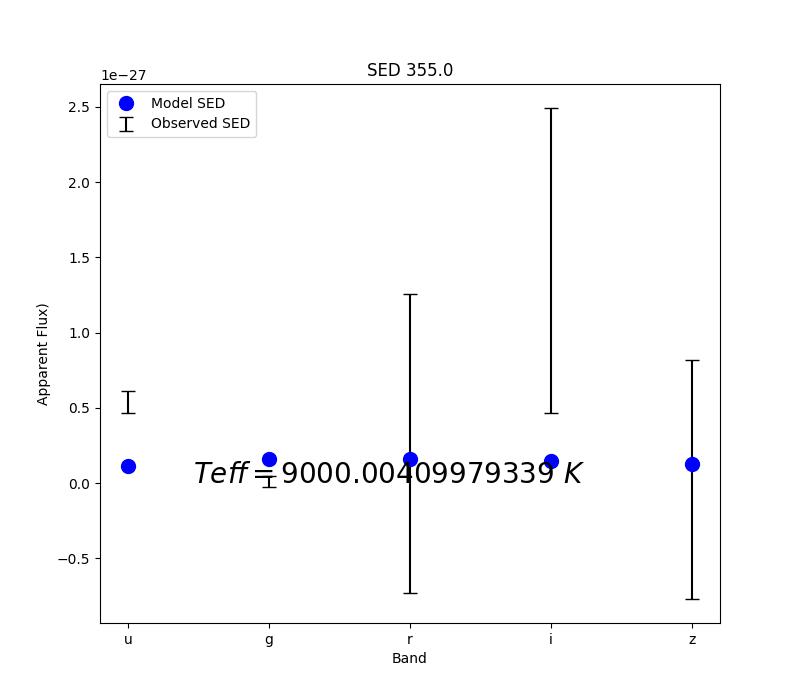 SED 355.0
1e−27
Model SED
Observed SED
2.5
2.0
1.5
1.0
0.5
0.0
−0.5
Apparent Flux)
Teff = 9000.00409979339 K
u g r i z
Band